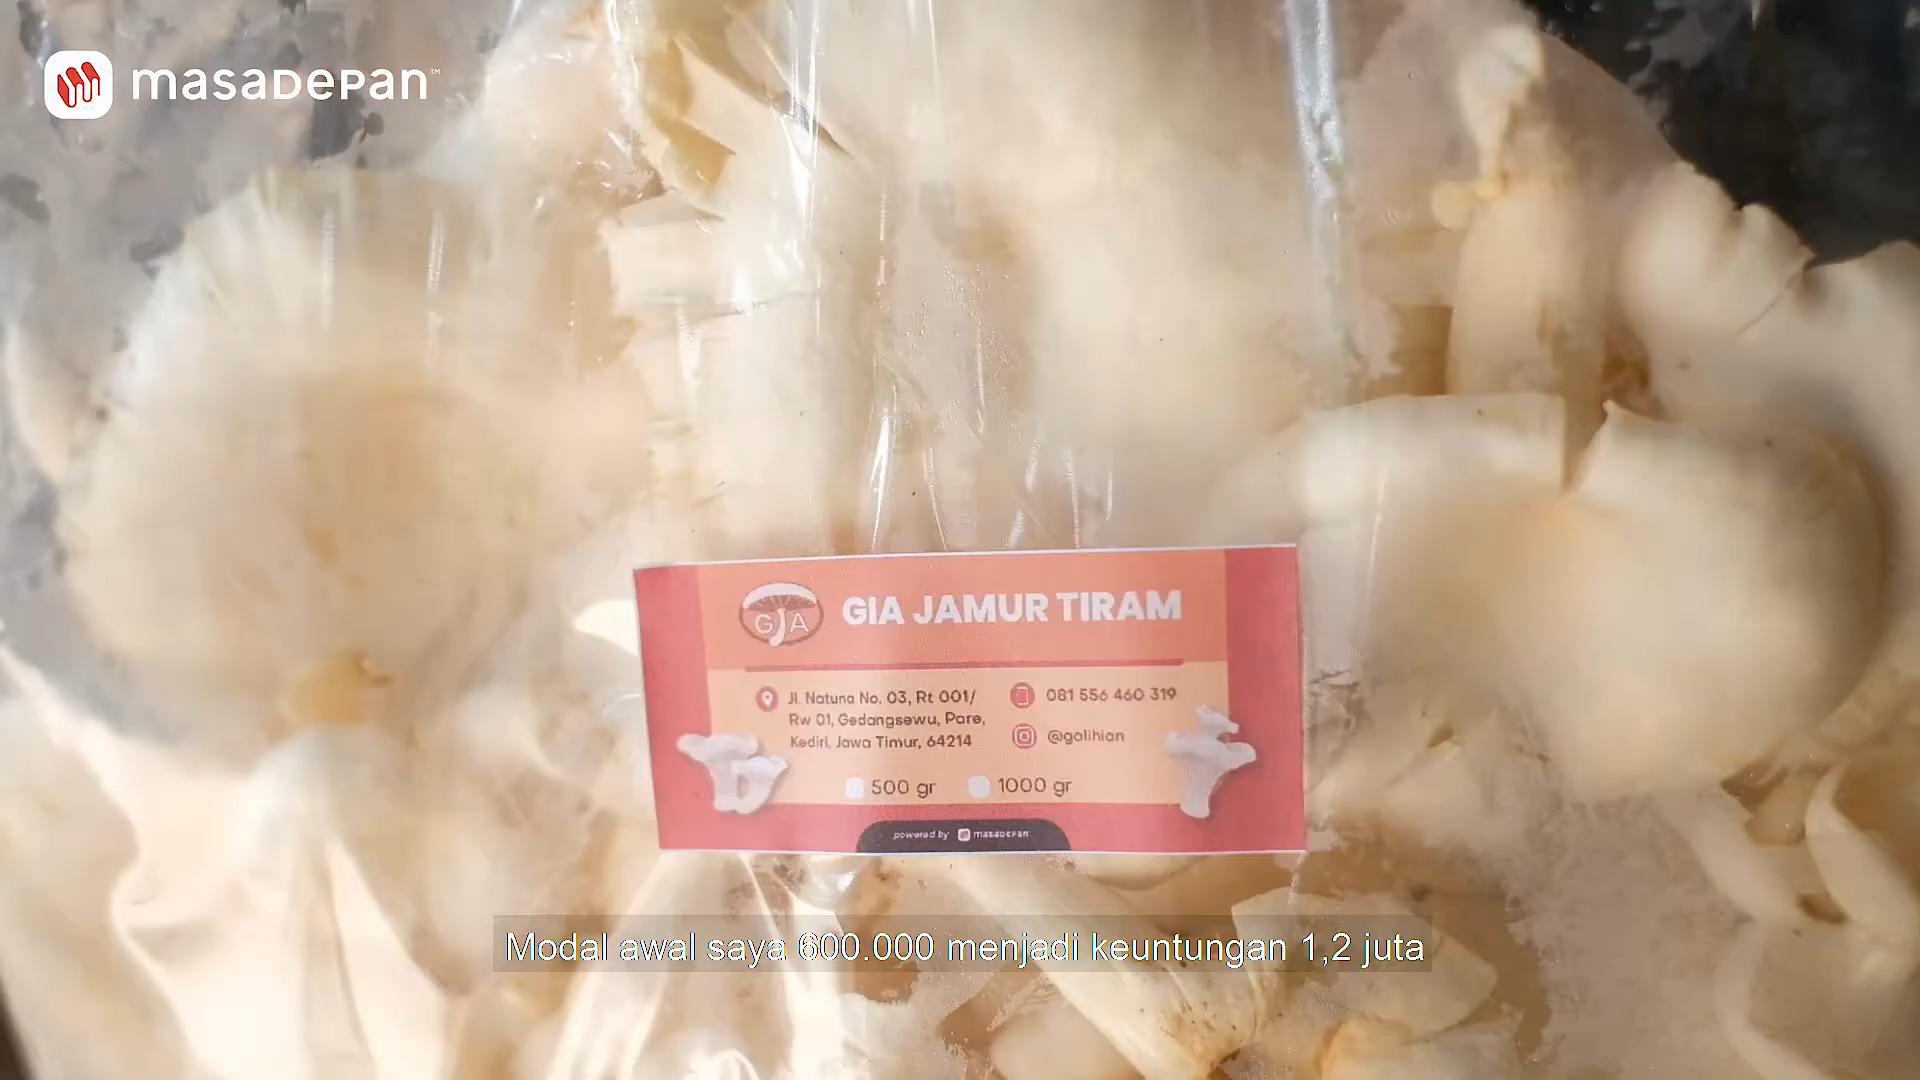 masaDepan™
GJA
GIA JAMUR TIRAM
Jl. Natuna No. 03, Rt 001/
Rw 01, Gedangsewu, Pare,
Kediri, Jawa Timur, 64214
081 556 460 319
@golihian
500 gr
1000 gr
powered by masaDepan
Modal awal saya 600.000 menjadi keuntungan 1,2 juta